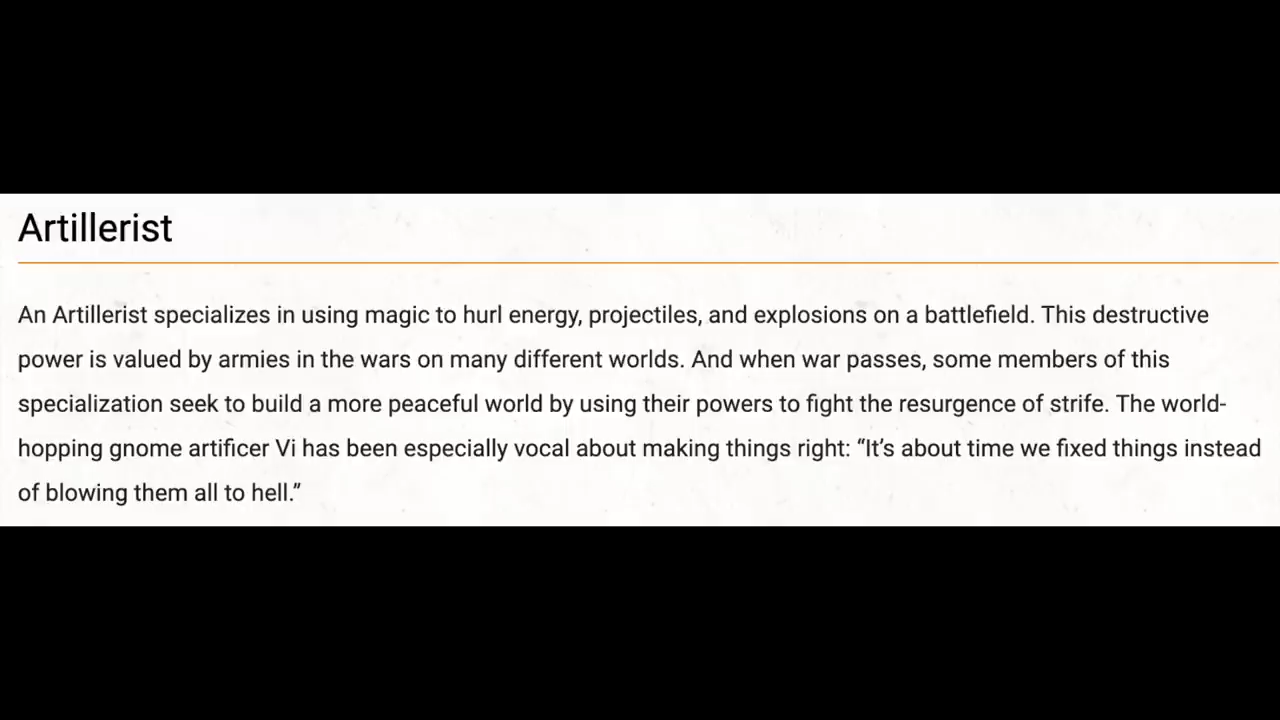 Artillerist
An Artillerist specializes in using magic to hurl energy, projectiles, and explosions on a battlefield. This destructive
power is valued by armies in the wars on many different worlds. And when war passes, some members of this
specialization seek to build a more peaceful world by using their powers to fight the resurgence of strife. The world-
hopping gnome artificer Vi has been especially vocal about making things right: “It’s about time we fixed things instead
of blowing them all to hell.”